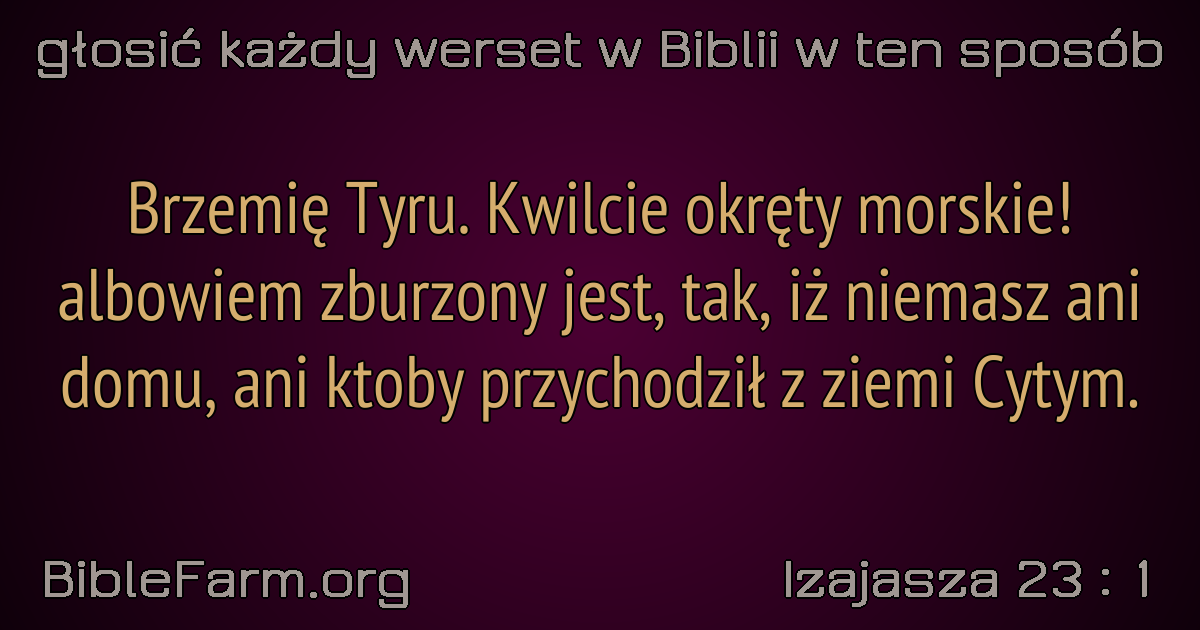 głosić każdy werset w Biblii w ten sposób
Brzemię Tyru. Kwilcie okręty morskie!
albowiem zburzony jest, tak, iż niemasz ani
domu, ani ktoby przychodził z ziemi Cytym.
BibleFarm.org
Izajasza 23 : 1